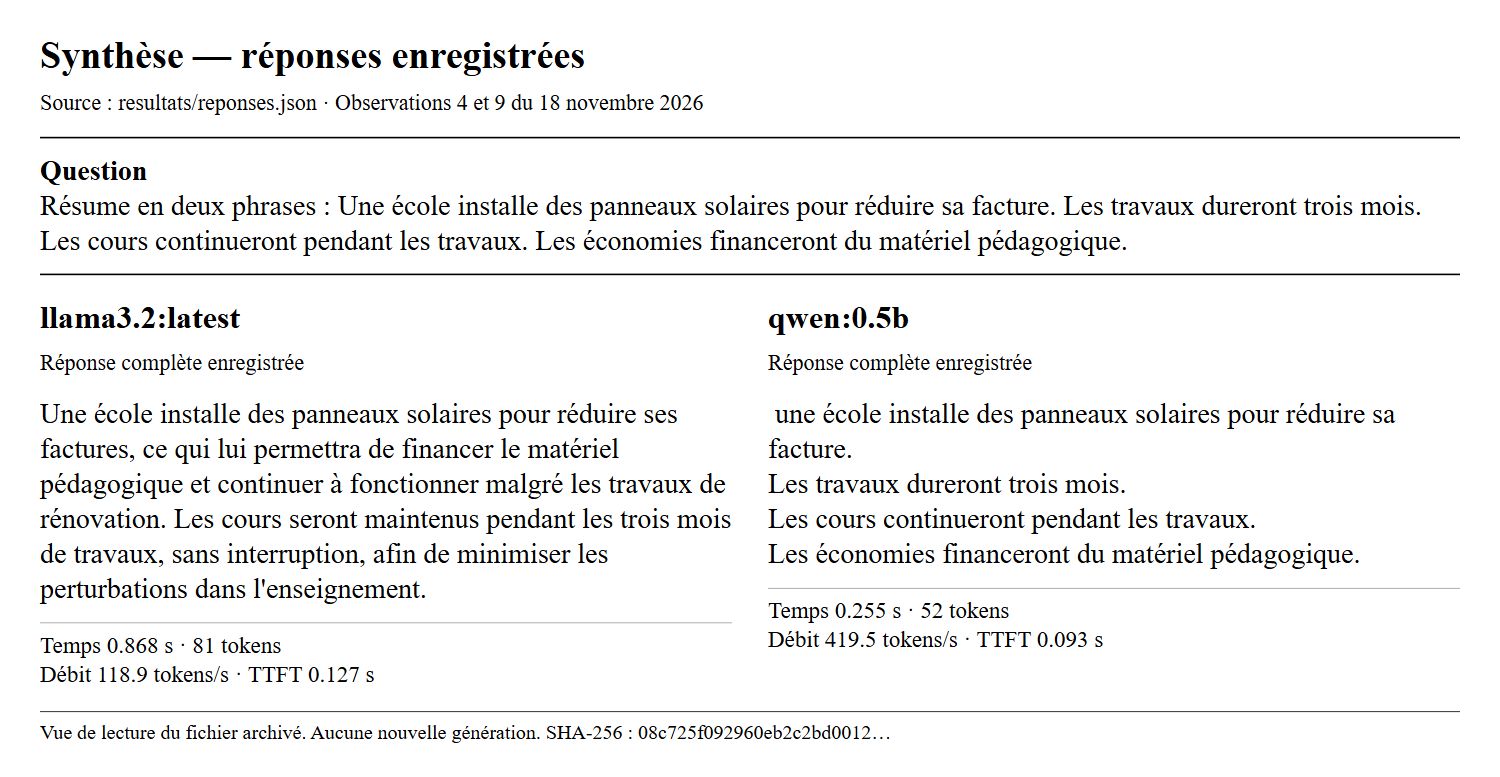 Synthèse — réponses enregistrées
Source : resultats/reponses.json · Observations 4 et 9 du 18 novembre 2026
Question
Résume en deux phrases : Une école installe des panneaux solaires pour réduire sa facture. Les travaux dureront trois mois.
Les cours continueront pendant les travaux. Les économies financeront du matériel pédagogique.
llama3.2:latest
Réponse complète enregistrée
Une école installe des panneaux solaires pour réduire ses
factures, ce qui lui permettra de financer le matériel
pédagogique et continuer à fonctionner malgré les travaux de
rénovation. Les cours seront maintenus pendant les trois mois
de travaux, sans interruption, afin de minimiser les
perturbations dans l'enseignement.
Temps 0.868 s · 81 tokens
Débit 118.9 tokens/s · TTFT 0.127 s
qwen:0.5b
Réponse complète enregistrée
une école installe des panneaux solaires pour réduire sa
facture.
Les travaux dureront trois mois.
Les cours continueront pendant les travaux.
Les économies financeront du matériel pédagogique.
Temps 0.255 s · 52 tokens
Débit 419.5 tokens/s · TTFT 0.093 s
Vue de lecture du fichier archivé. Aucune nouvelle génération. SHA-256 : 08c725f092960eb2c2bd0012…